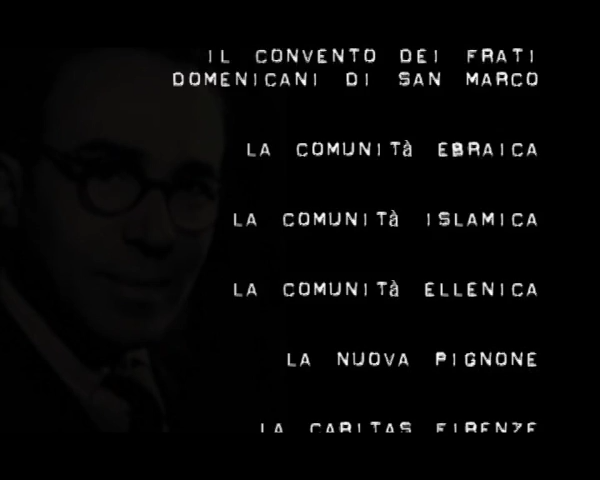 IL CONVENTO DEI FRATI
DOMENICANI DI SAN MARCO
LA COMUNITà EBRAICA
LA COMUNITà ISLAMICA
LA COMUNITà ELLENICA
LA NUOVA PIGNONE
LA CARITAS FIRENZE